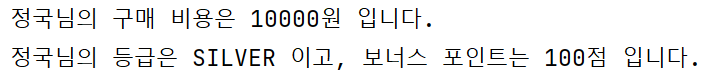 정국님의 구매 비용은 10000원 입니다.
정국님의 등급은 SILVER 이고, 보너스 포인트는 100점 입니다.